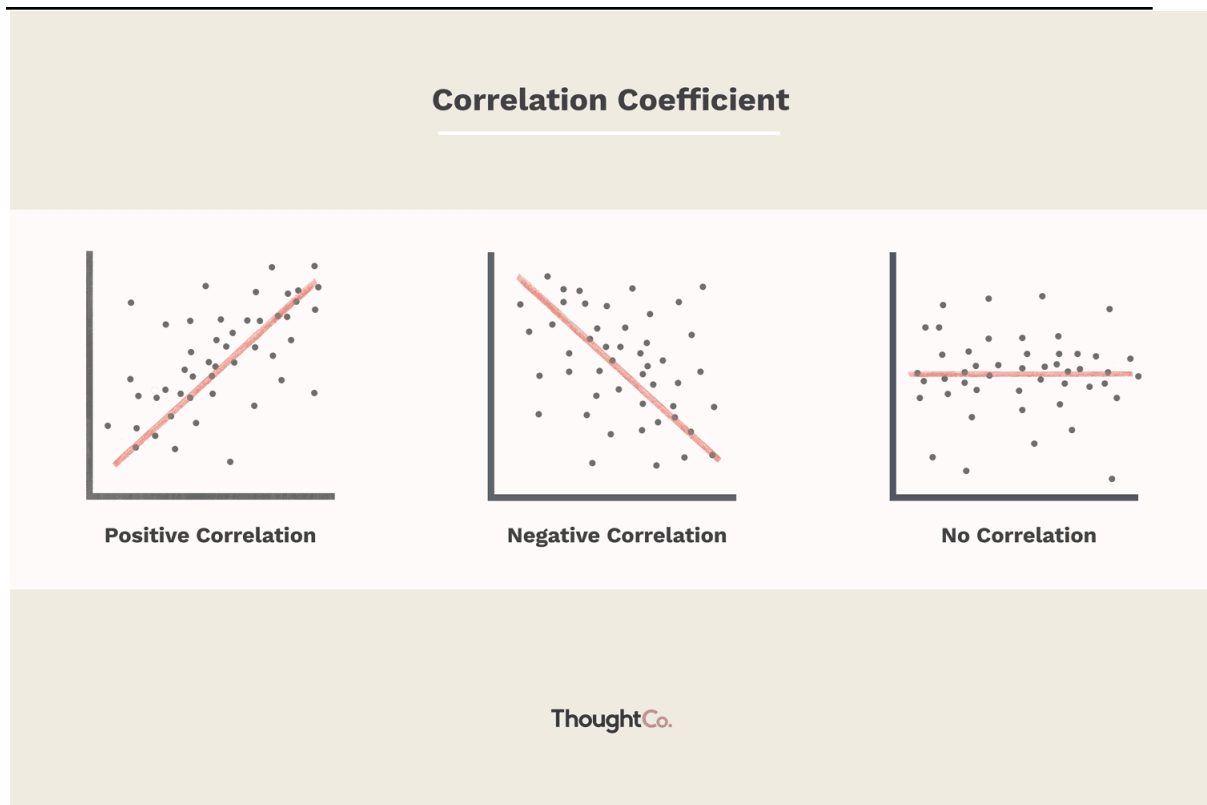 Correlation Coefficient
Positive Correlation
Negative Correlation
No Correlation
ThoughtCo.